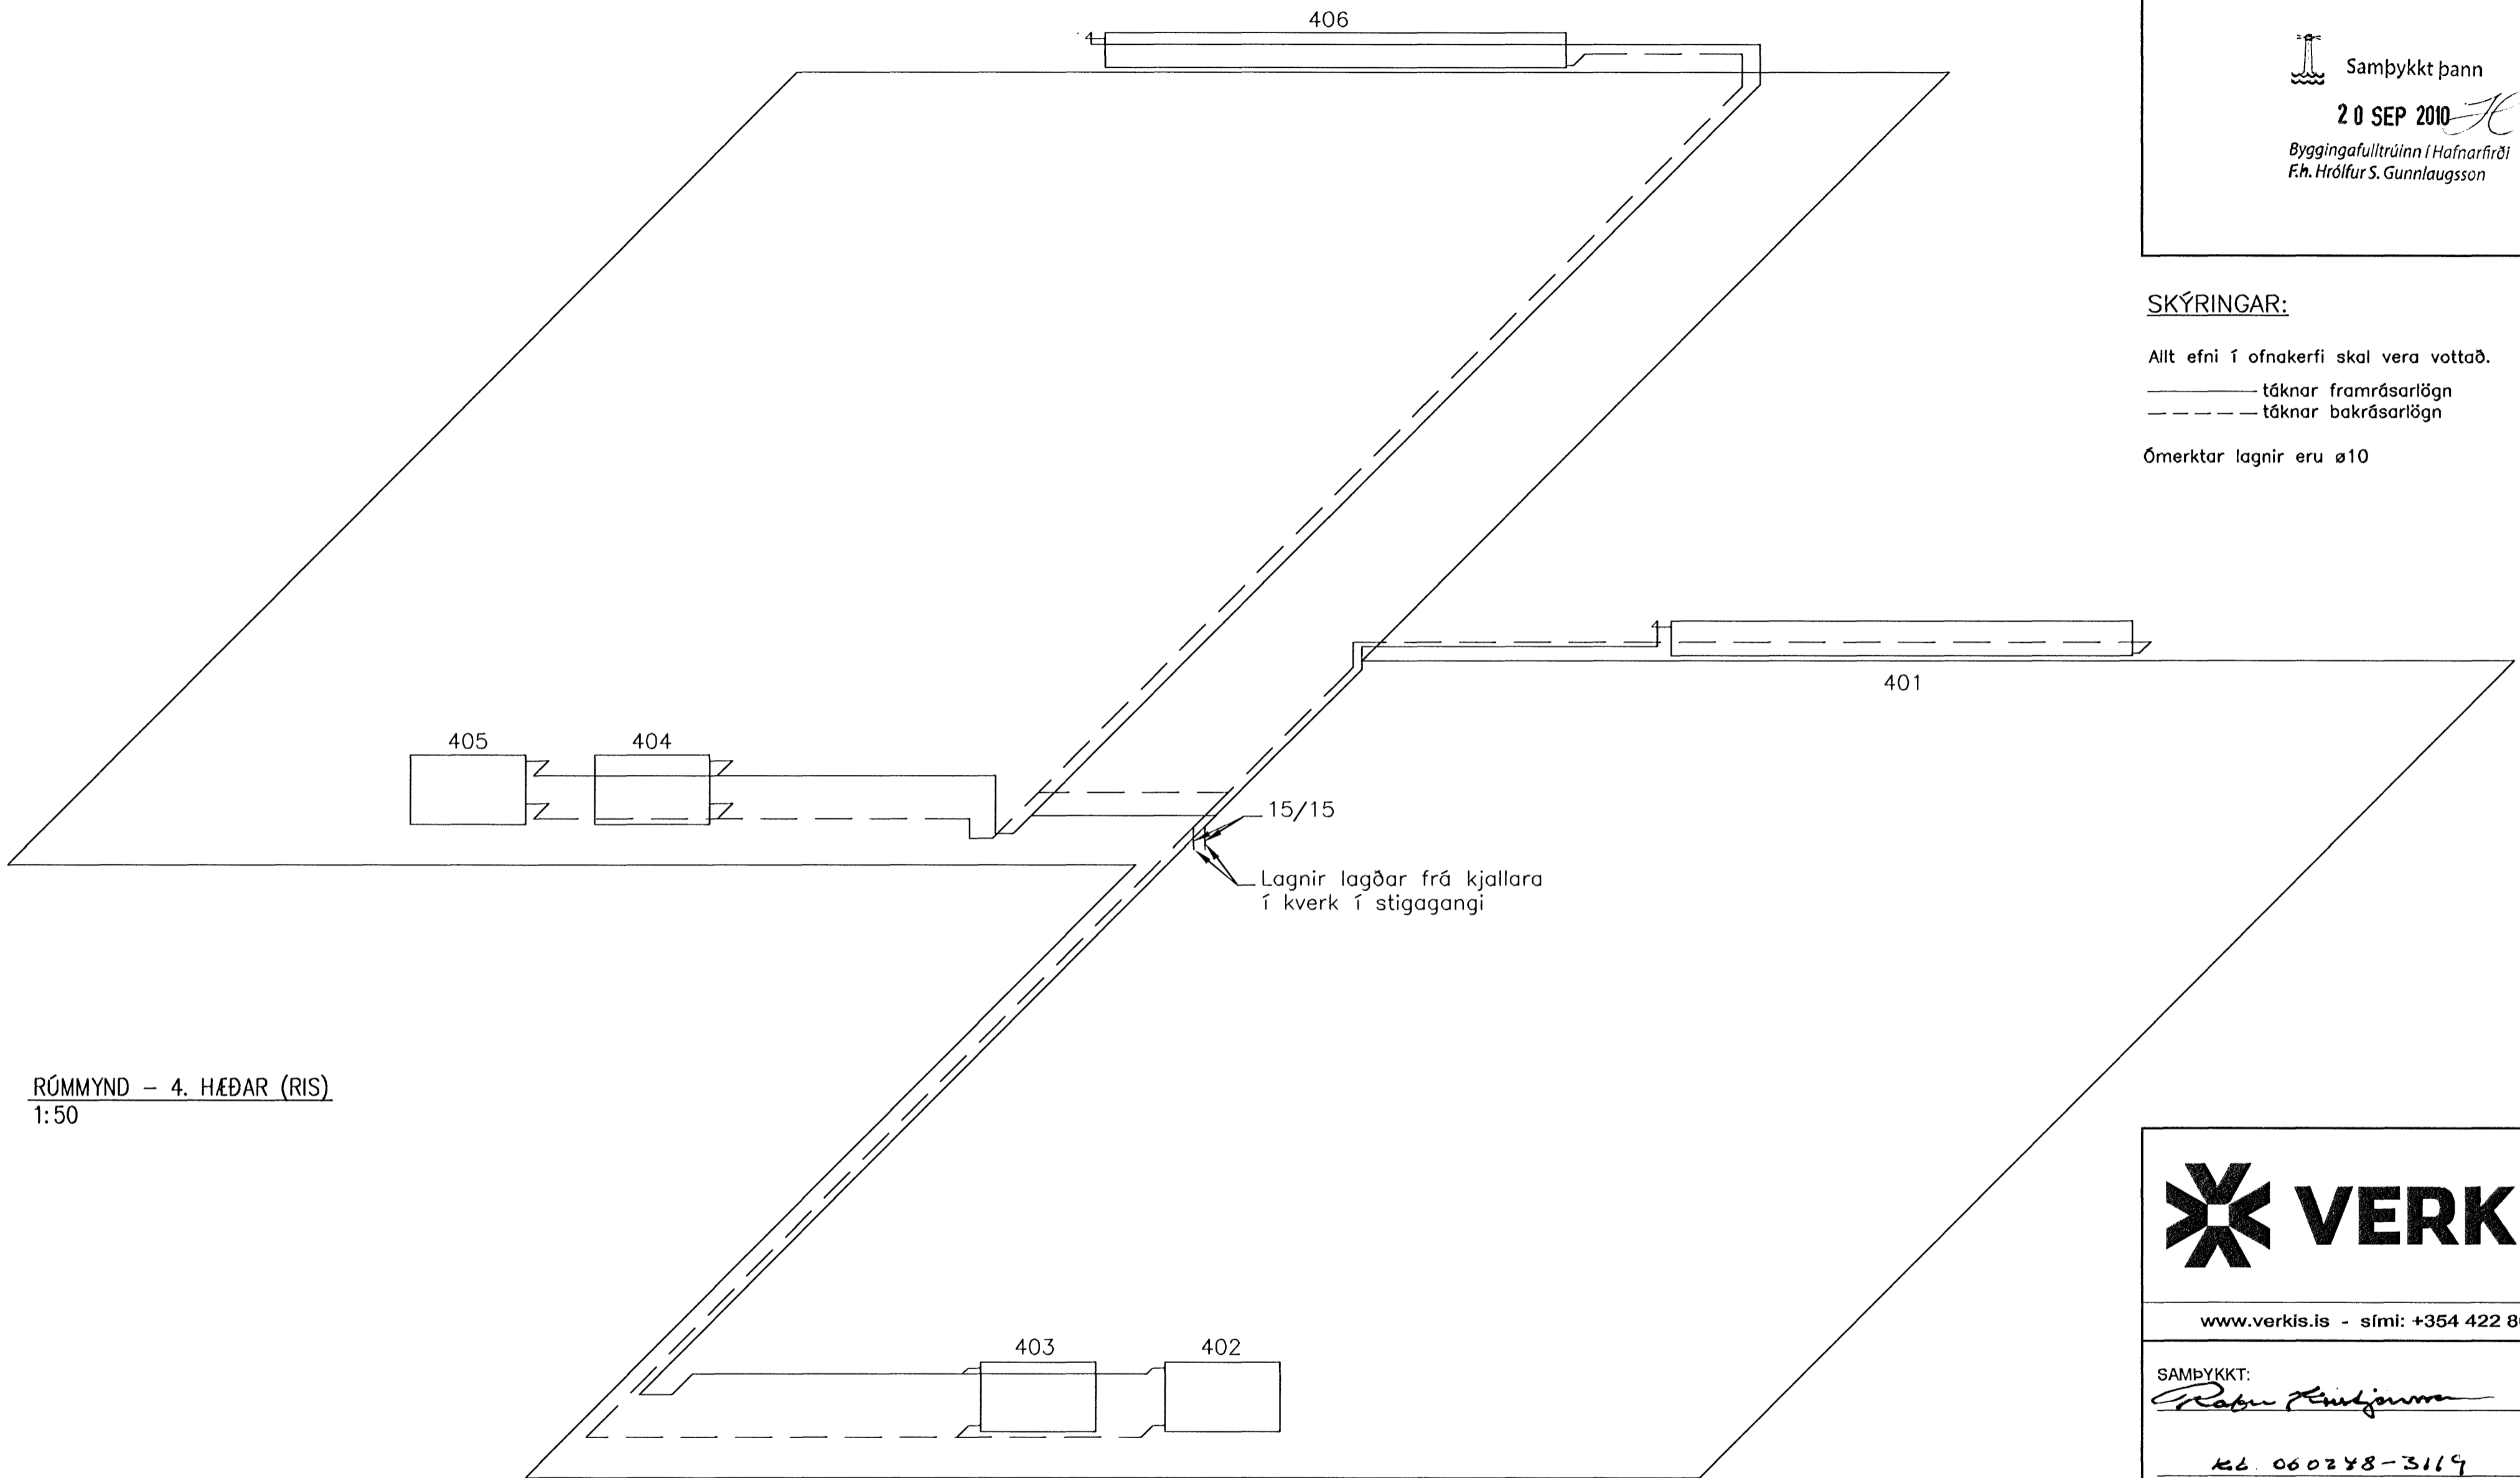 406
Samþykkt þann
20 SEP 2010
Byggingafulltrúinn í Hafnarfirði
F.h. Hrólfur S. Gunnlaugsson
SKÝRINGAR:
Allt efni í ofnakerfi skal vera vottað.
táknar framrásarlögn
táknar bakrásarlögn
Ómerktar lagnir eru ø10
401
405
404
15/15
Lagnir lagðar frá kjallara
í kverk í stigagangi
RÚMMYND – 4. HÆÐAR (RIS)
1:50
403
402
VERK
www.verkis.is - sími: +354 422 8
SAMÞYKKT: